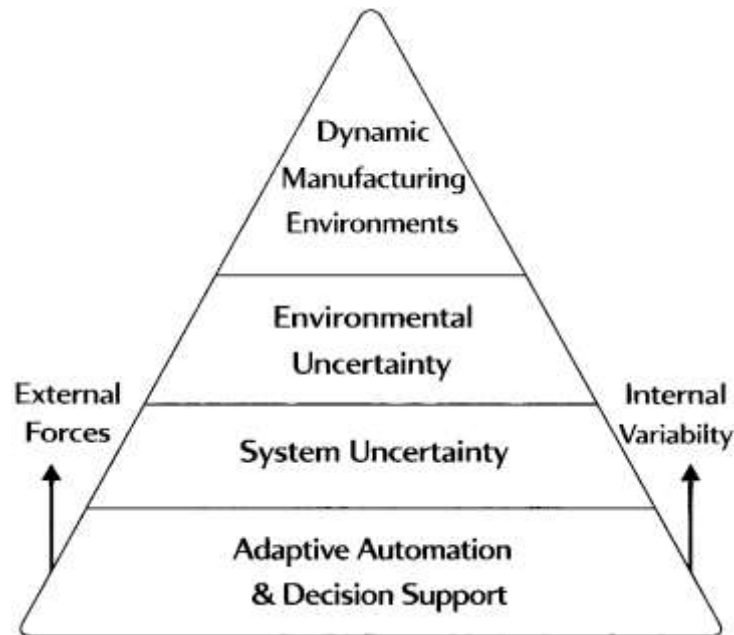 Dynamic
Manufacturing
Environments
Environmental
Uncertainty
External
Forces
Internal
Variabilty
System Uncertainty
Adaptive Automation
& Decision Support